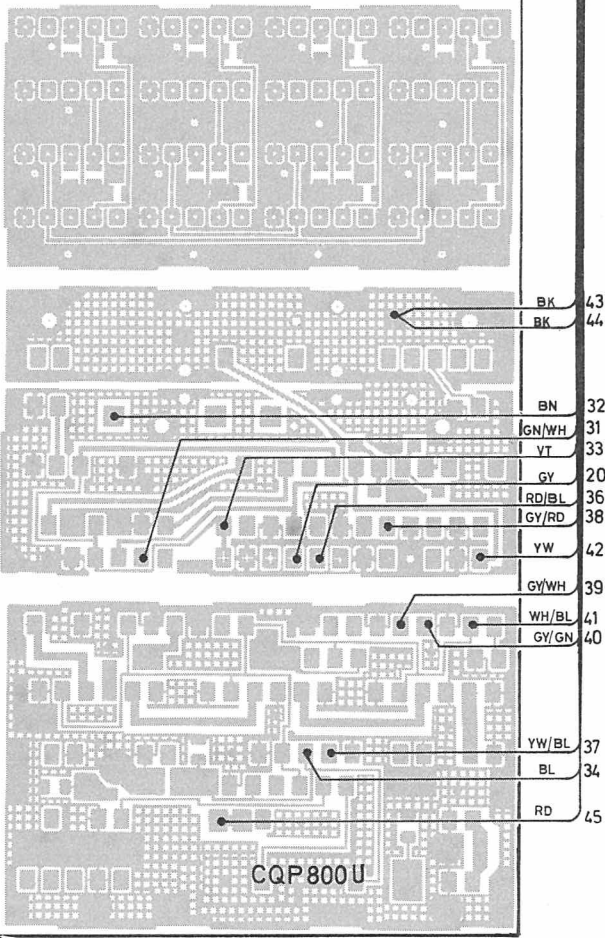 BK 43
BK 44
BN 32
GN/WH 31
VT 33
GY 20
RD/BL 36
GY/RD 38
YW 42
GY/WH 39
WH/BL 41
GY/GN 40
YW/BL 37
BL 34
RD 45
CQP800U